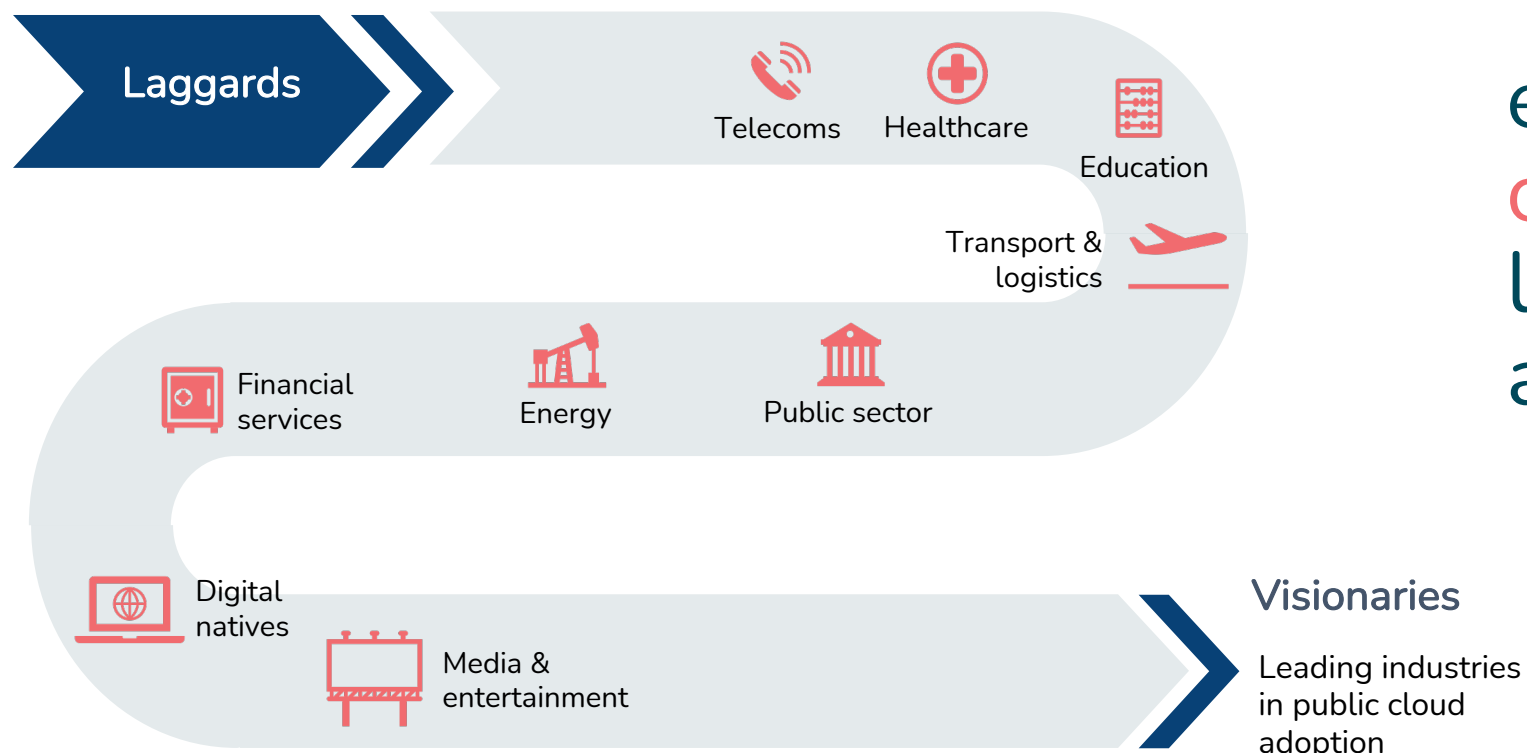 Laggards
Telecoms
Healthcare
Education
Transport &
logistics
Financial
services
Energy
Public sector
Digital
natives
Media &
entertainment
Visionaries
Leading industries
in public cloud
adoption